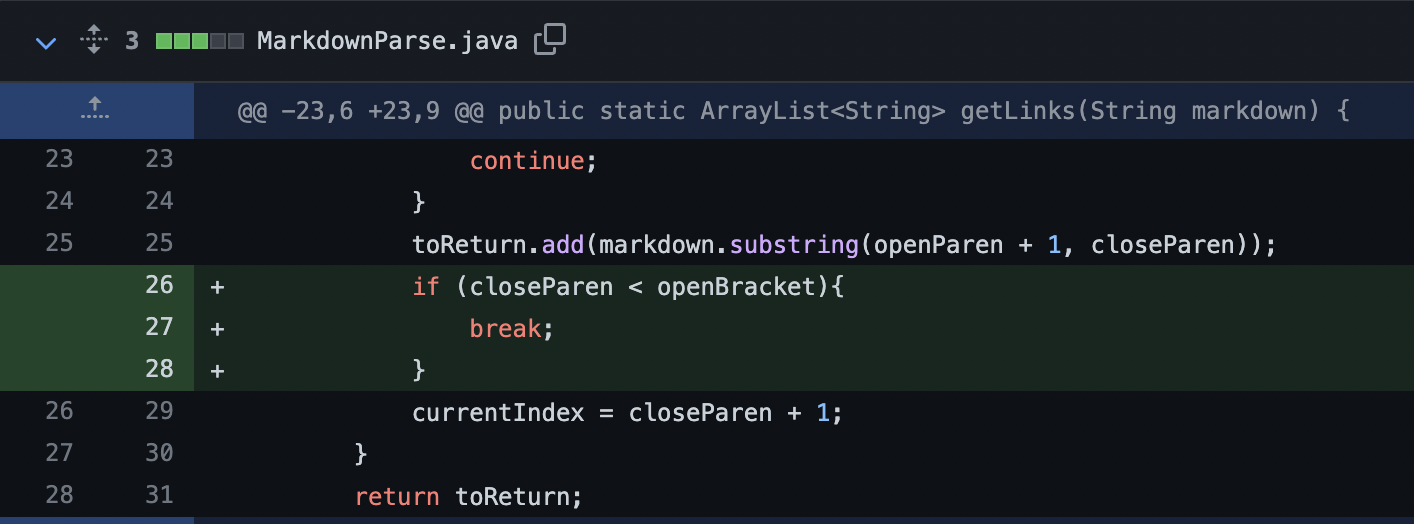 3 MarkdownParse.java
@@ -23,6 +23,9 @@ public static ArrayList<String> getLinks(String markdown) {
23 23 continue;
24 24 }
25 25 toReturn.add(markdown.substring(openParen + 1, closeParen));
26 + if (closeParen < openBracket){
27 + break;
28 + }
26 29 currentIndex = closeParen + 1;
27 30 }
28 31 return toReturn;